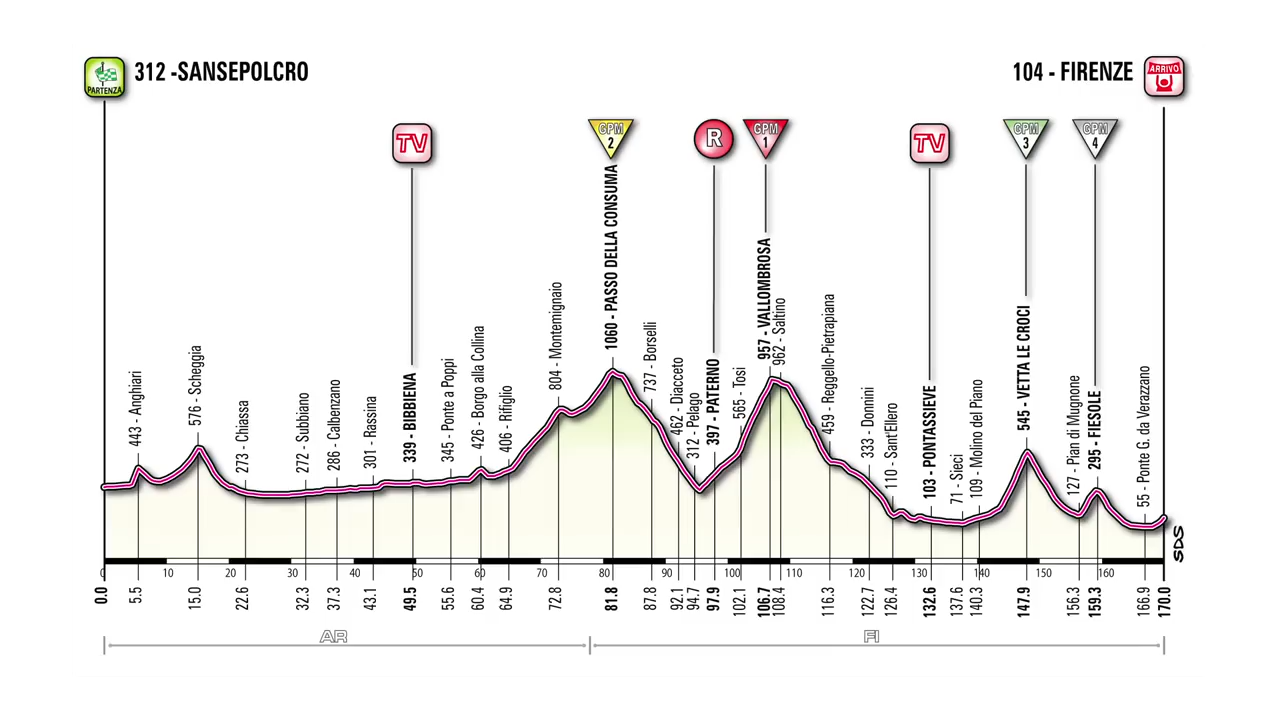 312 -SANSEPOLCRO
104 - FIRENZE
PARTENZA
ARRIVO
TV
GPM
2
R
GPM
1
TV
GPM
3
GPM
4
443 - Anghiari
576 - Scheggia
273 - Chiassa
272 - Subbiano
286 - Calbenzano
301 - Rassina
339 - BIBBIENA
345 - Ponte a Poppi
426 - Borgo alla Collina
406 - Rifiglio
804 - Montemignaio
1060 - PASSO DELLA CONSUMA
737 - Borselli
462 - Diacceto
312 - Pelago
397 - PATERNO
565 - Tosi
957 - VALLOMBROSA
962 - Saltino
459 - Reggello-Pietrapiana
333 - Donnini
110 - Sant'Ellero
103 - PONTASSIEVE
71 - Sieci
109 - Molino del Piano
545 - VETTA LE CROCI
127 - Pian di Mugnone
295 - FIESOLE
55 - Ponte G. da Verazzano
SDS
0 10 20 30 40 50 60 70 80 90 100 110 120 130 140 150 160
0.0 5.5 15.0 22.6 32.3 37.3 43.1 49.5 55.6 60.4 64.9 72.8 81.8 87.8 92.1 94.7 97.9 102.1 106.7 108.4 116.3 122.7 126.4 132.6 137.6 140.3 147.9 156.3 159.3 166.9 170.0
AR
FI